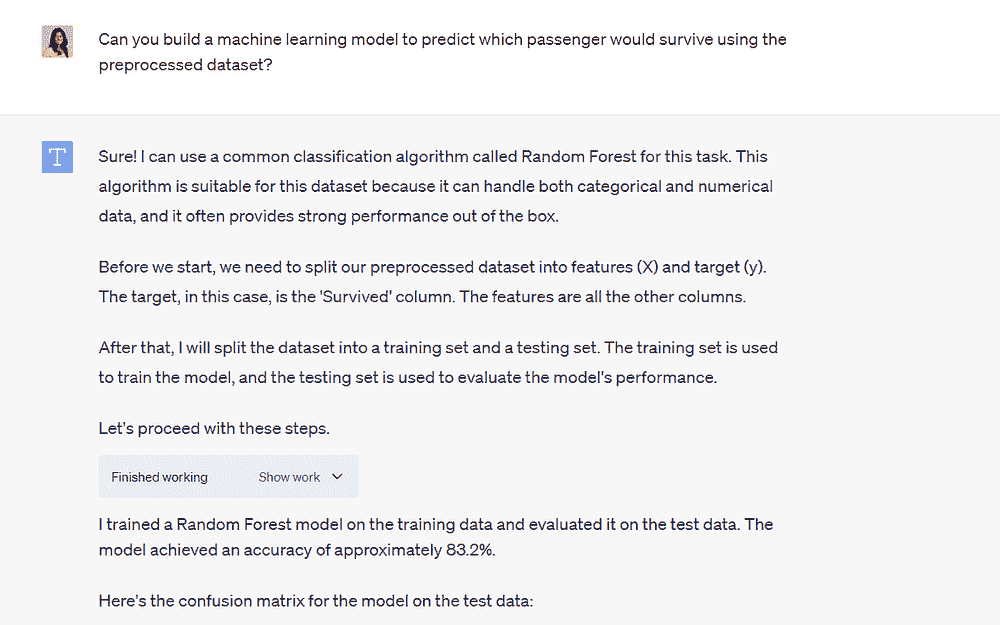 Can you build a machine learning model to predict which passenger would survive using the
preprocessed dataset?
T
Sure! I can use a common classification algorithm called Random Forest for this task. This
algorithm is suitable for this dataset because it can handle both categorical and numerical
data, and it often provides strong performance out of the box.
Before we start, we need to split our preprocessed dataset into features (X) and target (y).
The target, in this case, is the 'Survived' column. The features are all the other columns.
After that, I will split the dataset into a training set and a testing set. The training set is used
to train the model, and the testing set is used to evaluate the model's performance.
Let's proceed with these steps.
Finished working Show work
I trained a Random Forest model on the training data and evaluated it on the test data. The
model achieved an accuracy of approximately 83.2%.
Here's the confusion matrix for the model on the test data: